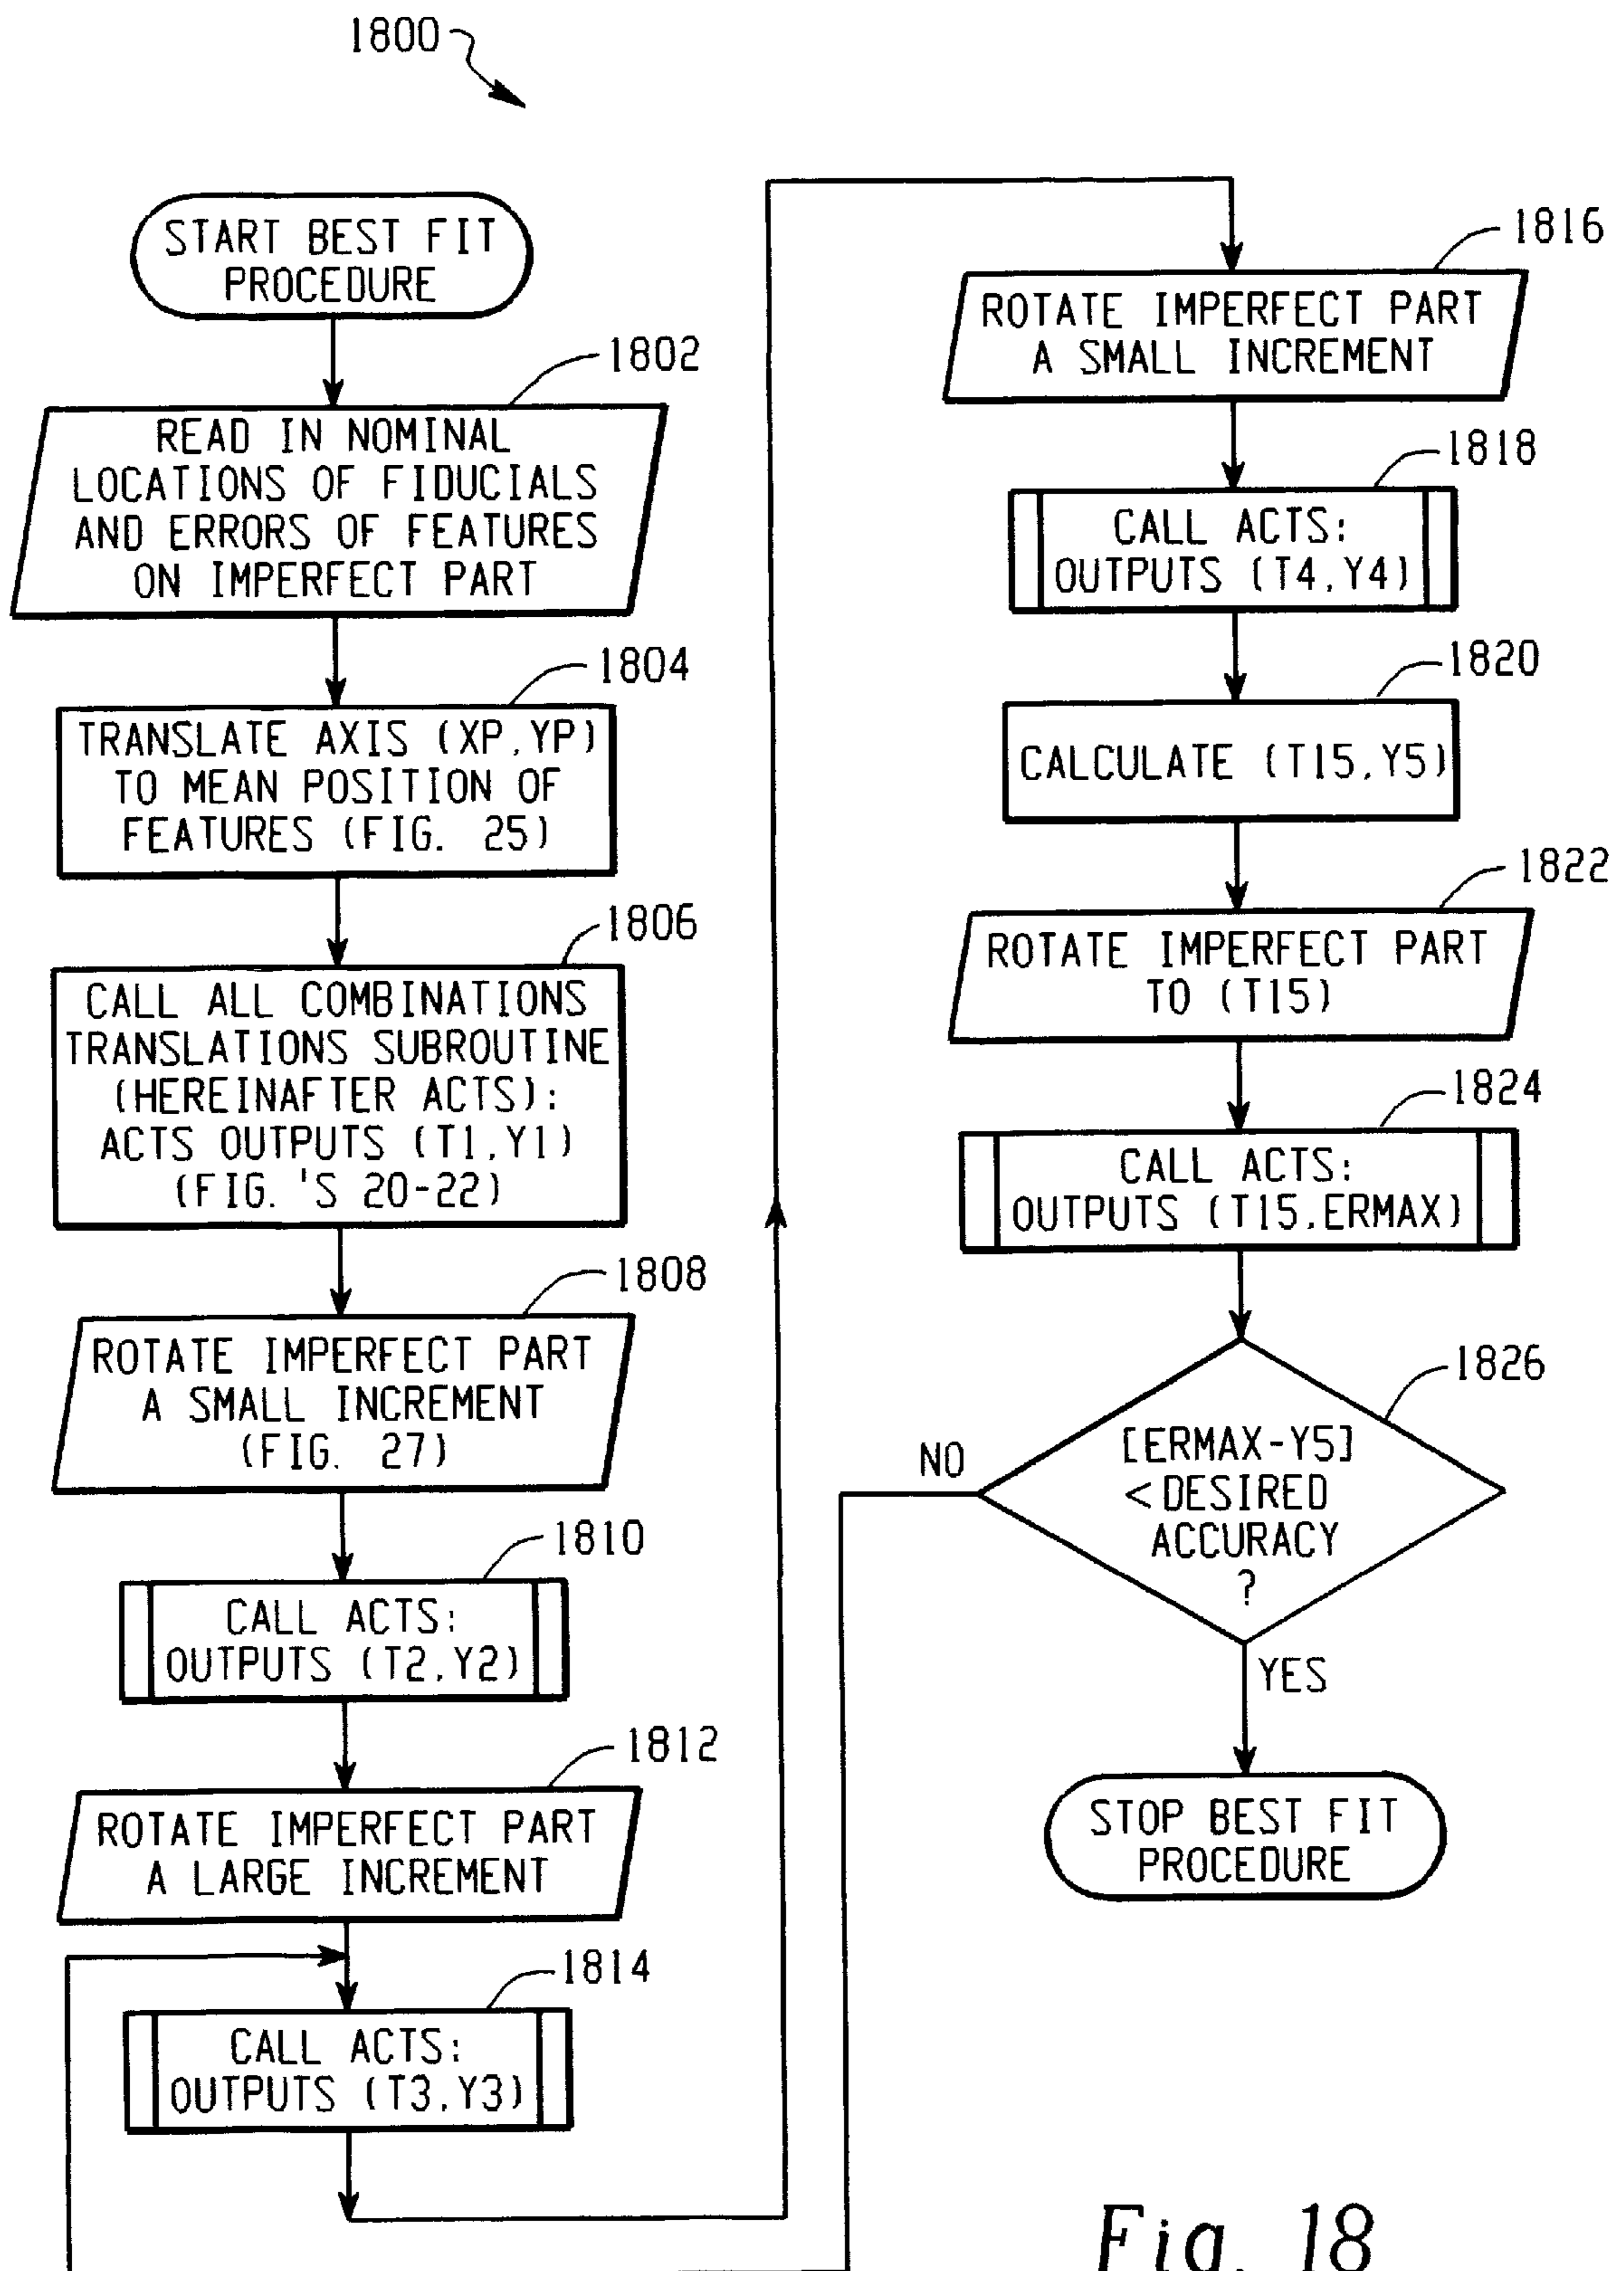 1800
START BEST FIT
PROCEDURE
1802
READ IN NOMINAL
LOCATIONS OF FIDUCIALS
AND ERRORS OF FEATURES
ON IMPERFECT PART
1804
TRANSLATE AXIS (XP,YP)
TO MEAN POSITION OF
FEATURES (FIG. 25)
1806
CALL ALL COMBINATIONS
TRANSLATIONS SUBROUTINE
(HEREINAFTER ACTS):
ACTS OUTPUTS (T1,Y1)
(FIG.'S 20-22)
1808
ROTATE IMPERFECT PART
A SMALL INCREMENT
(FIG. 27)
1810
CALL ACTS:
OUTPUTS (T2,Y2)
1812
ROTATE IMPERFECT PART
A LARGE INCREMENT
1814
CALL ACTS:
OUTPUTS (T3,Y3)
1816
ROTATE IMPERFECT PART
A SMALL INCREMENT
1818
CALL ACTS:
OUTPUTS (T4,Y4)
1820
CALCULATE (T15,Y5)
1822
ROTATE IMPERFECT PART
TO (T15)
1824
CALL ACTS:
OUTPUTS (T15,ERMAX)
1826
[ERMAX-Y5]
<DESIRED
ACCURACY
?
NO
YES
STOP BEST FIT
PROCEDURE
Fig. 18